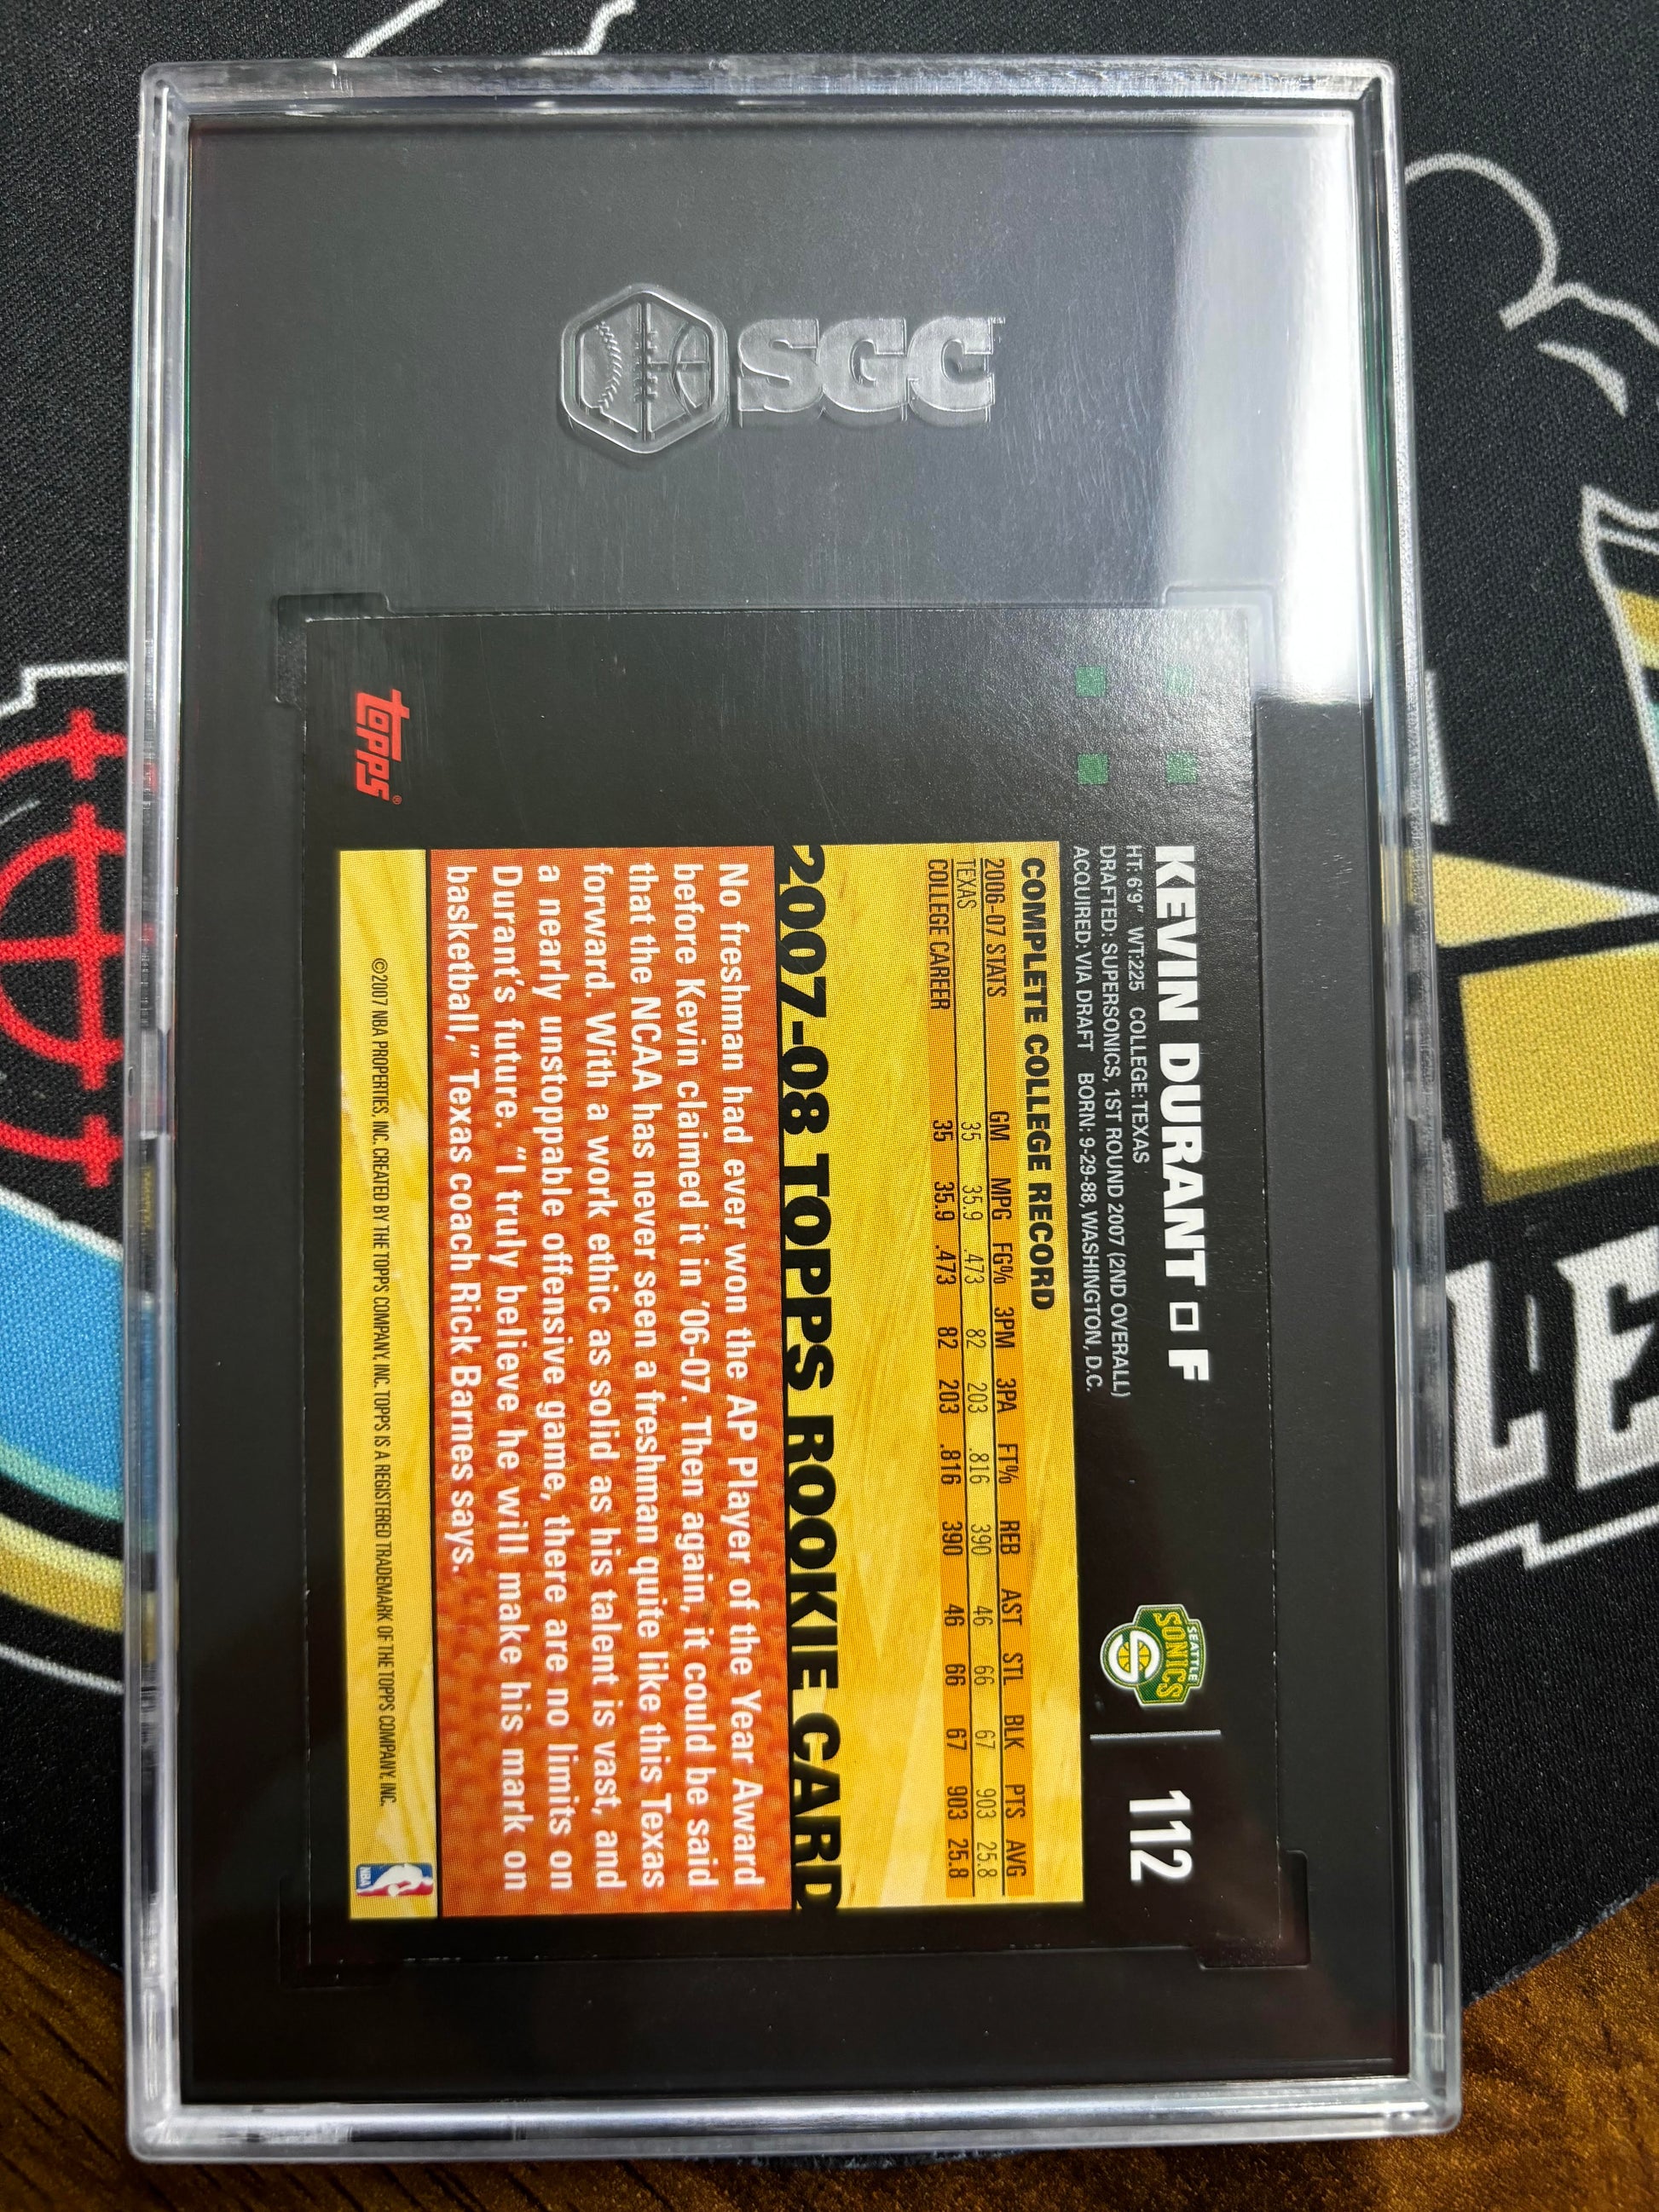 SGC
topps®
KEVIN DURANT □ F
HT: 6'9" WT:225 COLLEGE: TEXAS
DRAFTED: SUPERSONICS, 1ST ROUND 2007 (2ND OVERALL)
ACQUIRED: VIA DRAFT BORN: 9-29-88, WASHINGTON, D.C.
SEATTLE
SONICS
112
COMPLETE COLLEGE RECORD
2006-07 STATS GM MPG FG% 3PM 3PA FT% REB AST STL BLK PTS AVG
TEXAS 35 35.9 .473 82 203 .816 390 46 66 67 903 25.8
COLLEGE CAREER 35 35.9 .473 82 203 .816 390 46 66 67 903 25.8
2007-08 TOPPS ROOKIE CARD
No freshman had ever won the AP Player of the Year Award
before Kevin claimed it in '06-07. Then again, it could be said
that the NCAA has never seen a freshman quite like this Texas
forward. With a work ethic as solid as his talent is vast, and
a nearly unstoppable offensive game, there are no limits on
Durant's future. "I truly believe he will make his mark on
basketball," Texas coach Rick Barnes says.
©2007 NBA PROPERTIES, INC. CREATED BY THE TOPPS COMPANY, INC. TOPPS IS A REGISTERED TRADEMARK OF THE TOPPS COMPANY, INC.
NBA
LE